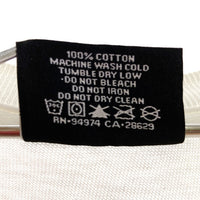 100% COTTON
MACHINE WASH COLD
TUMBLE DRY LOW
·DO NOT BLEACH
DO NOT IRON
DO NOT DRY CLEAN
RN-94974 CA-28629